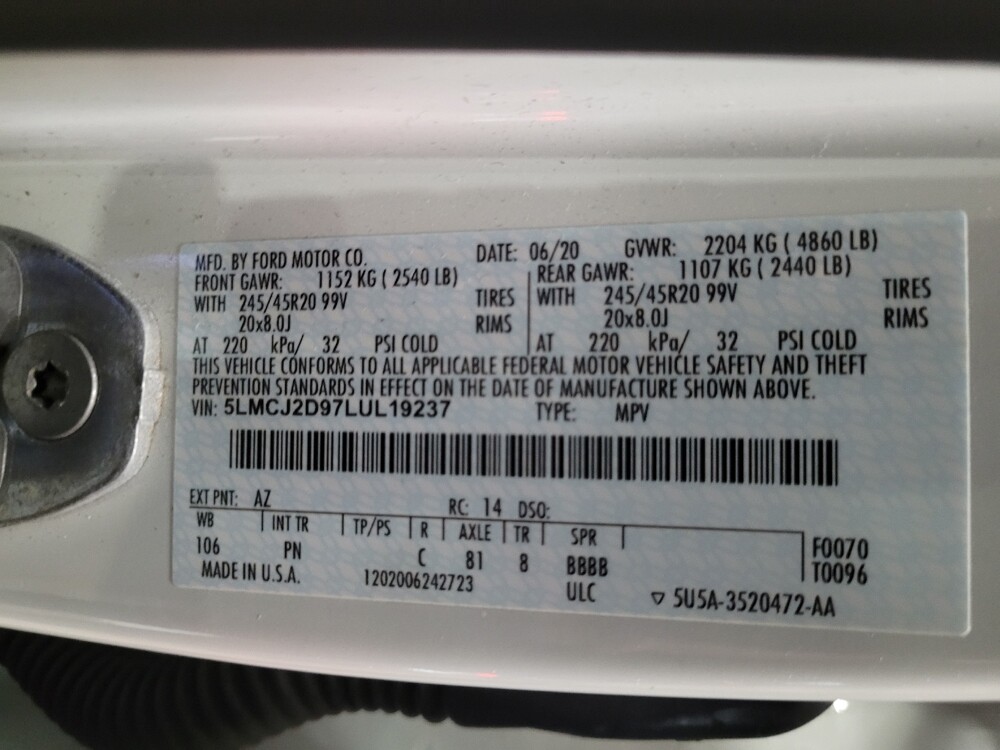 MFD. BY FORD MOTOR CO. DATE: 06/20 GVWR: 2204 KG ( 4860 LB)
FRONT GAWR: 1152 KG ( 2540 LB) REAR GAWR: 1107 KG ( 2440 LB)
WITH 245/45R20 99V TIRES WITH 245/45R20 99V TIRES
20x8.0J RIMS 20x8.0J RIMS
AT 220 kPa/ 32 PSI COLD AT 220 kPa/ 32 PSI COLD
THIS VEHICLE CONFORMS TO ALL APPLICABLE FEDERAL MOTOR VEHICLE SAFETY AND THEFT
PREVENTION STANDARDS IN EFFECT ON THE DATE OF MANUFACTURE SHOWN ABOVE.
VIN: 5LMCJ2D97LUL19237 TYPE: MPV
EXT PNT: AZ RC: 14 DSO:
WB INT TR TP/PS R AXLE TR SPR
106 PN C 81 8 BBBB F0070
T0096
MADE IN U.S.A. 1202006242723 ULC ▽ 5U5A-3520472-AA